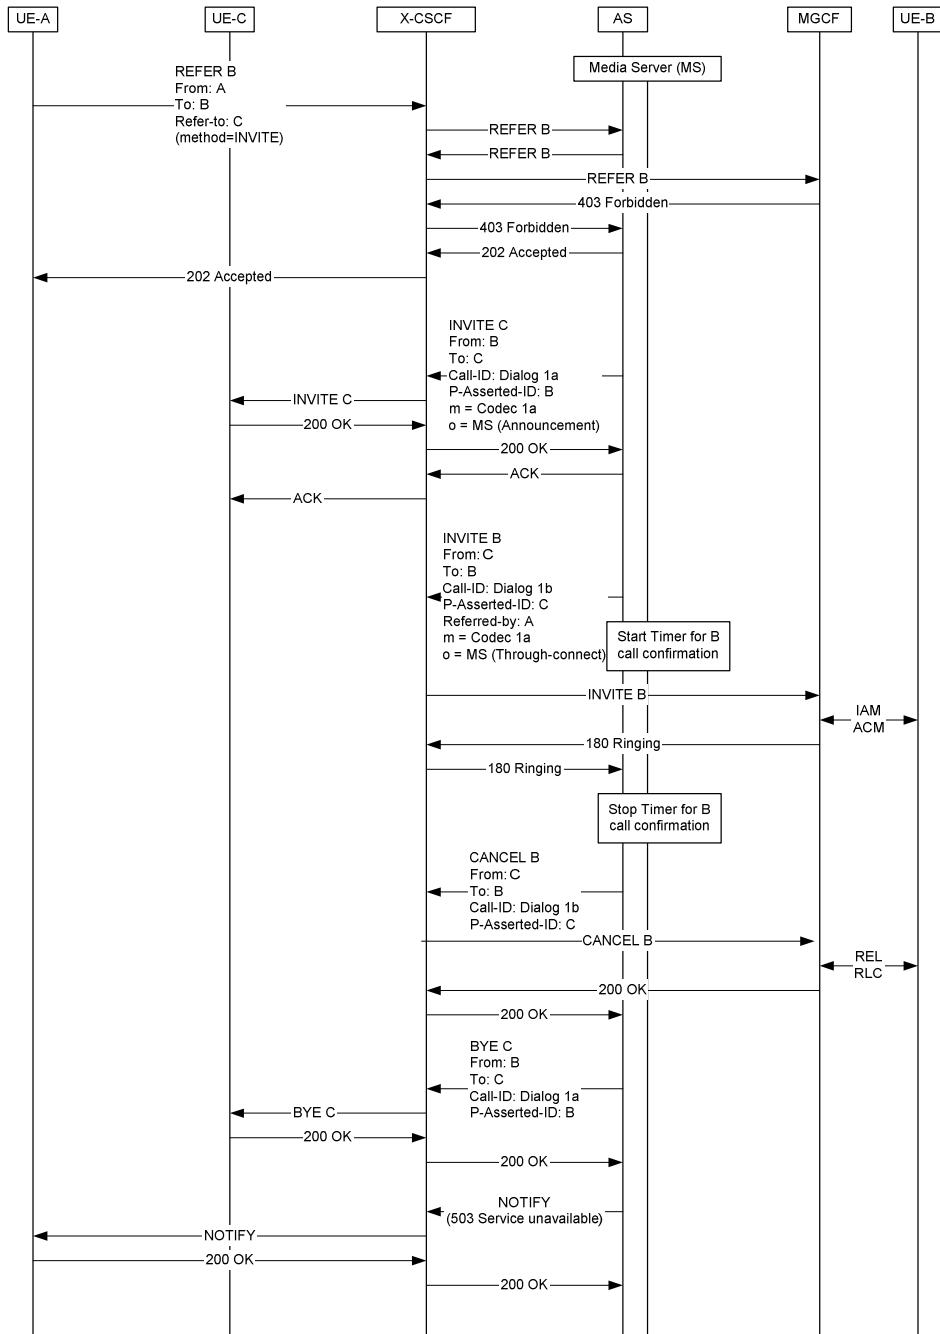 UE-A
UE-C
X-CSCF
AS
MGCF
UE-B
Media Server (MS)
REFER B
From: A
To: B
Refer-to: C
(method=INVITE)
REFER B
REFER B
REFER B
403 Forbidden
403 Forbidden
202 Accepted
202 Accepted
INVITE C
From: B
To: C
Call-ID: Dialog 1a
P-Asserted-ID: B
m = Codec 1a
o = MS (Announcement)
INVITE C
200 OK
200 OK
ACK
ACK
INVITE B
From: C
To: B
Call-ID: Dialog 1b
P-Asserted-ID: C
Referred-by: A
m = Codec 1a
o = MS (Through-connect)
Start Timer for B
call confirmation
INVITE B
IAM
ACM
180 Ringing
180 Ringing
Stop Timer for B
call confirmation
CANCEL B
From: C
To: B
Call-ID: Dialog 1b
P-Asserted-ID: C
CANCEL B
REL
RLC
200 OK
200 OK
BYE C
From: B
To: C
Call-ID: Dialog 1a
P-Asserted-ID: B
BYE C
200 OK
200 OK
NOTIFY
(503 Service unavailable)
NOTIFY
200 OK
200 OK